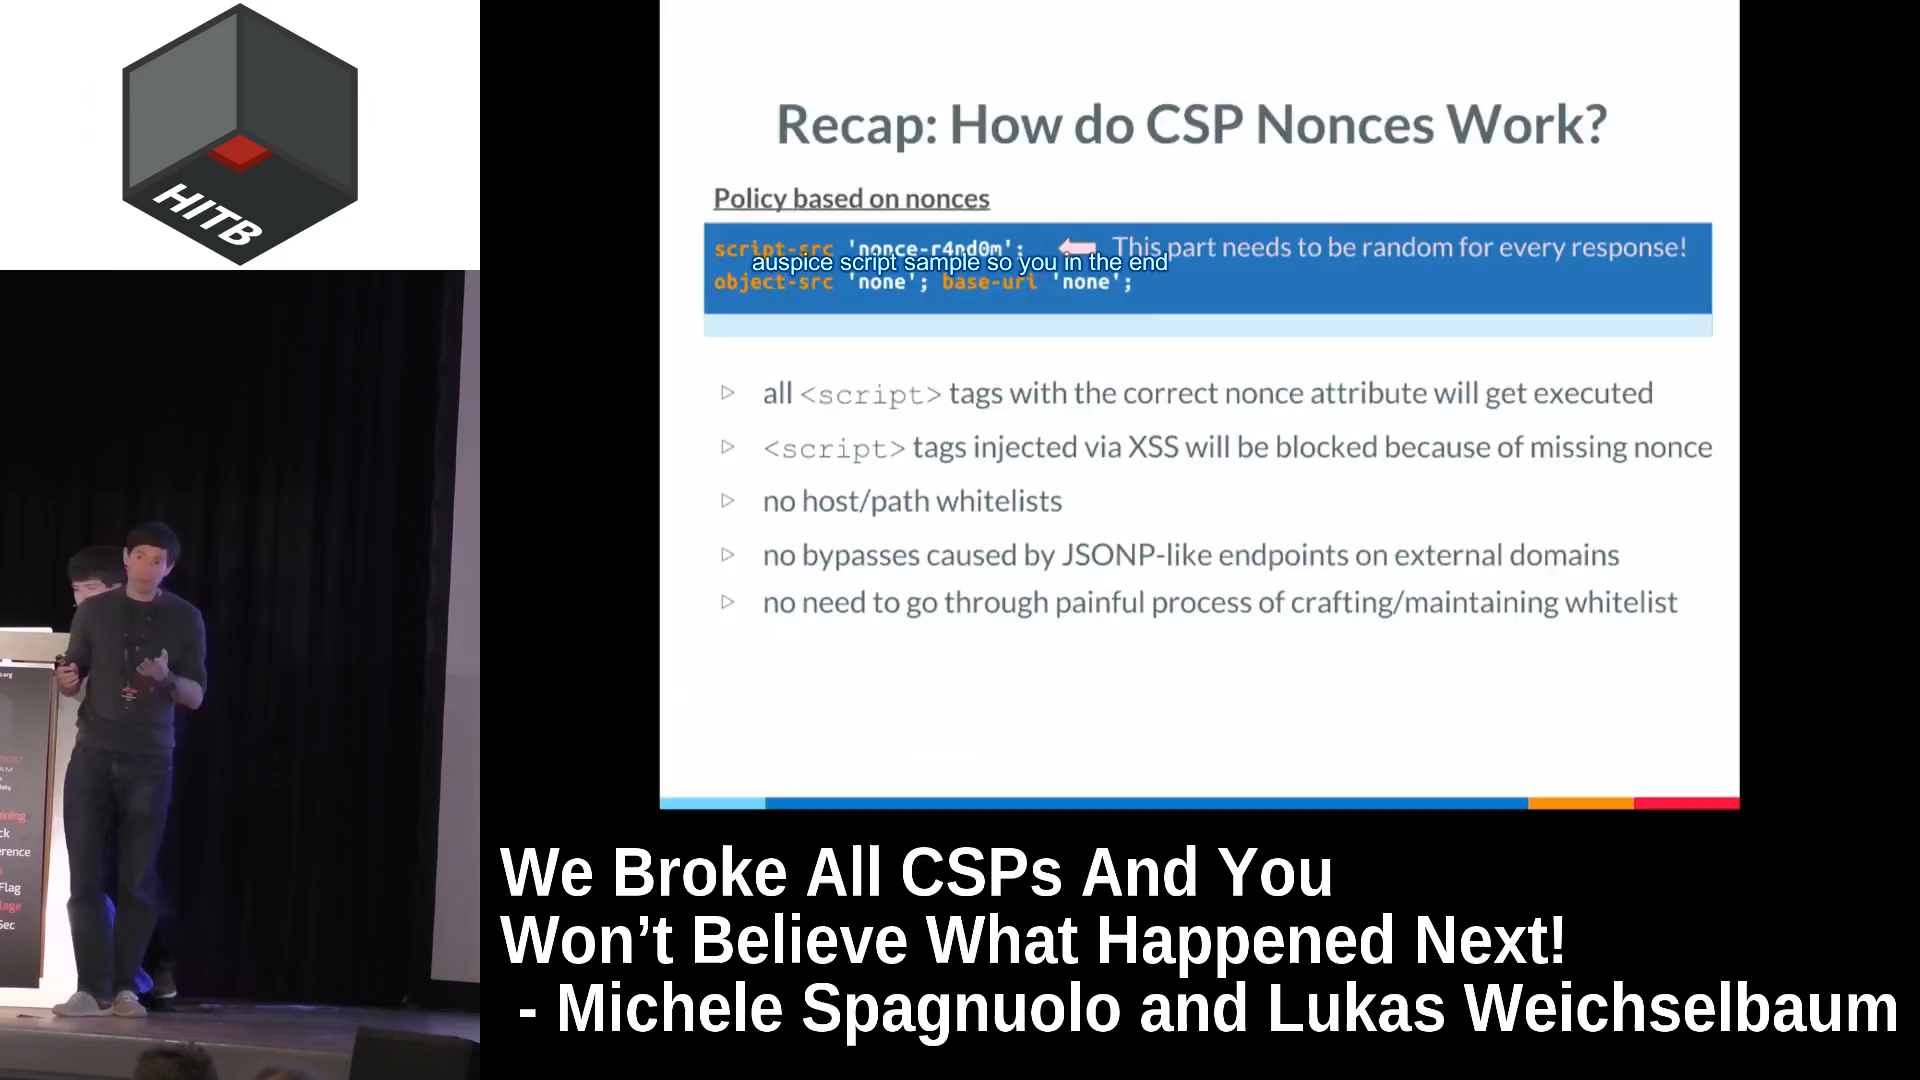 HITB
Recap: How do CSP Nonces Work?
Policy based on nonces
script-src 'nonce-r4nd0m';
This part needs to be random for every response!
auspice script sample so you in the end
object-src 'none'; base-uri 'none';
all <script> tags with the correct nonce attribute will get executed
<script> tags injected via XSS will be blocked because of missing nonce
no host/path whitelists
no bypasses caused by JSONP-like endpoints on external domains
no need to go through painful process of crafting/maintaining whitelist
We Broke All CSPs And You
Won’t Believe What Happened Next!
- Michele Spagnuolo and Lukas Weichselbaum